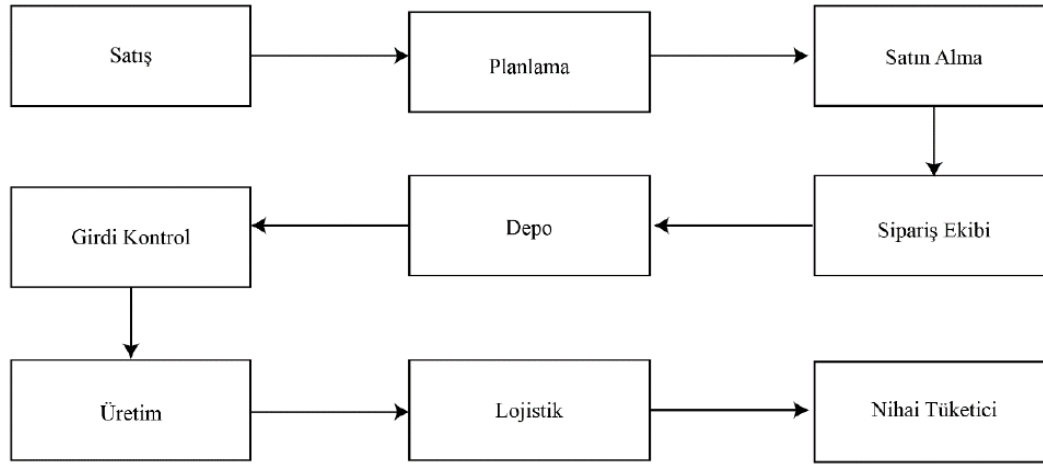 Satış
Planlama
Satın Alma
Sipariş Ekibi
Depo
Girdi Kontrol
Üretim
Lojistik
Nihai Tüketici